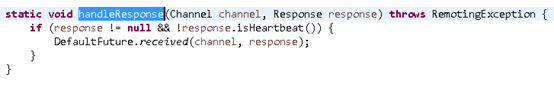 static void handleResponse(Channel channel, Response response) throws RemotingException {
if (response != null && !response.isHeartbeat()) {
DefaultFuture.received(channel, response);
}
}